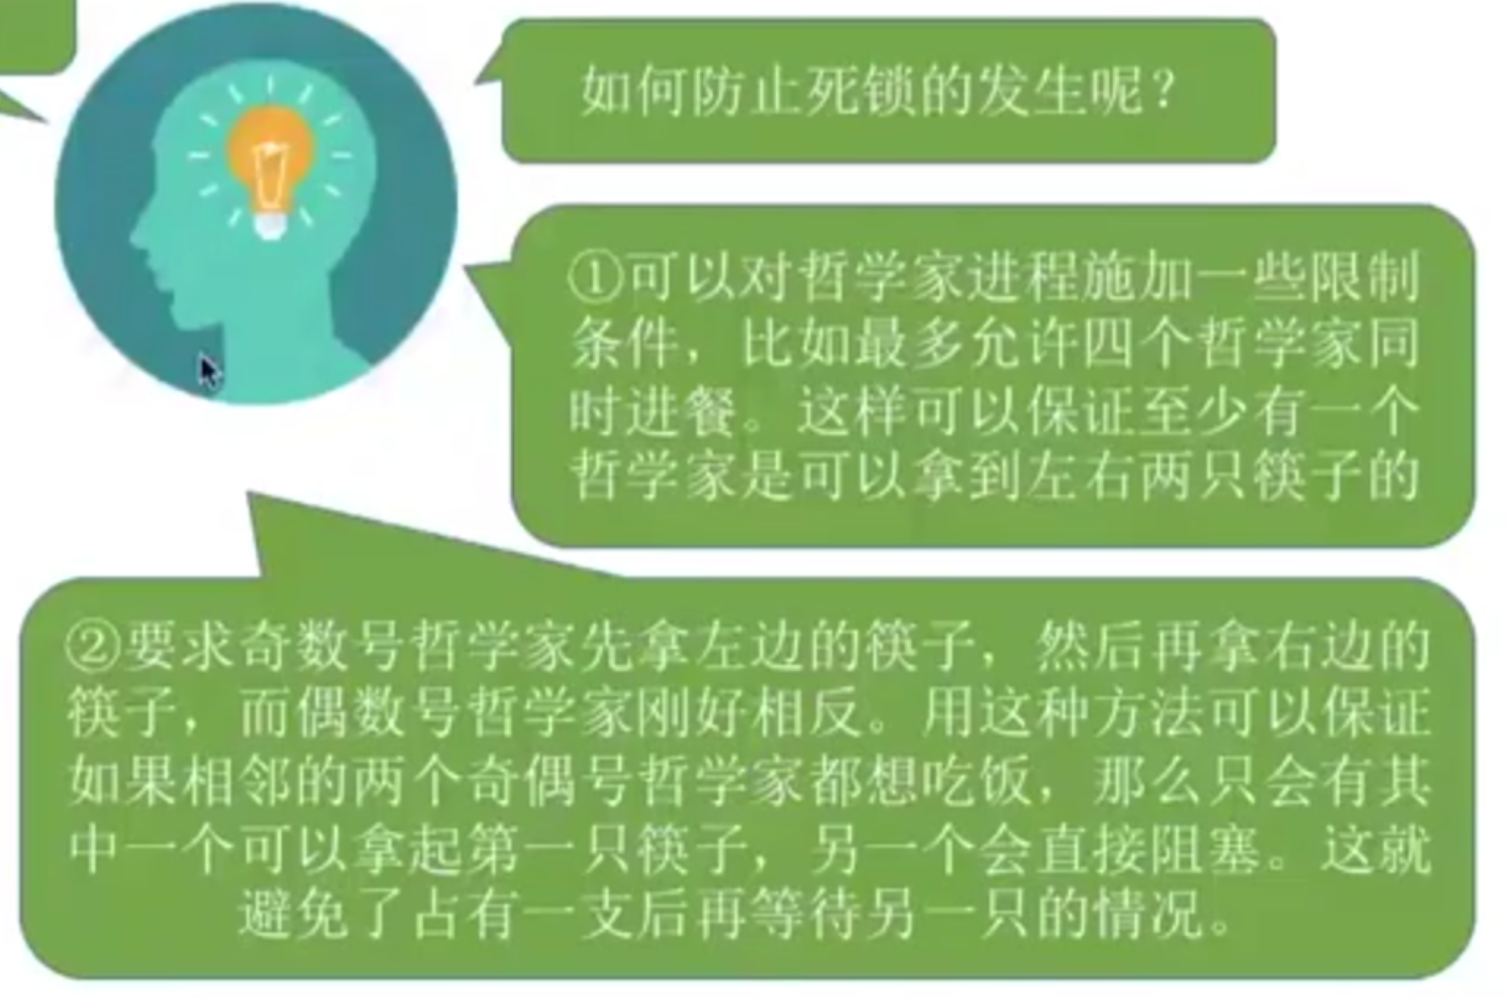 如何防止死锁的发生呢？
①可以对哲学家进程施加一些限制
条件，比如最多允许四个哲学家同
时进餐。这样可以保证至少有一个
哲学家是可以拿到左右两只筷子的
②要求奇数号哲学家先拿左边的筷子，然后再拿右边的
筷子，而偶数号哲学家刚好相反。用这种方法可以保证
如果相邻的两个奇偶号哲学家都想吃饭，那么只会有其
中一个可以拿起第一只筷子，另一个会直接阻塞。这就
避免了占有一支后再等待另一只的情况。